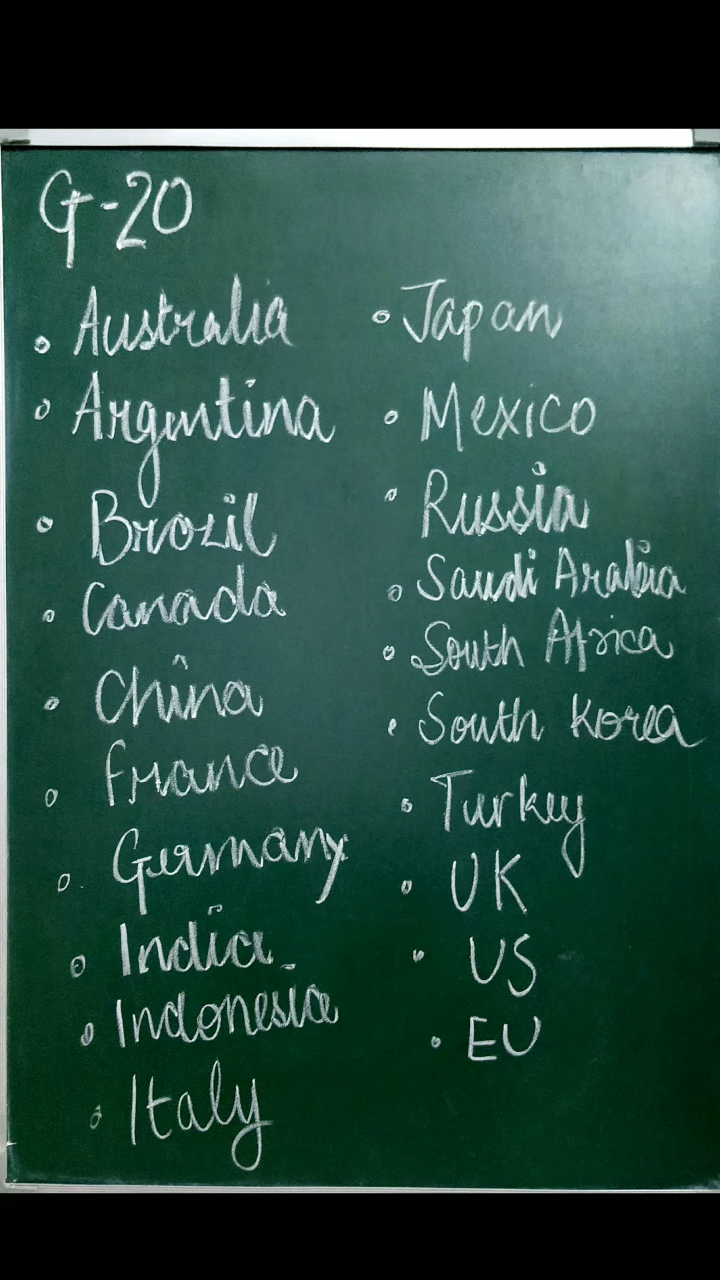 G-20
Australia
Argentina
Brazil
Canada
China
France
Germany
India
Indonesia
Italy
Japan
Mexico
Russia
Saudi Arabia
South Africa
South Korea
Turkey
UK
US
EU